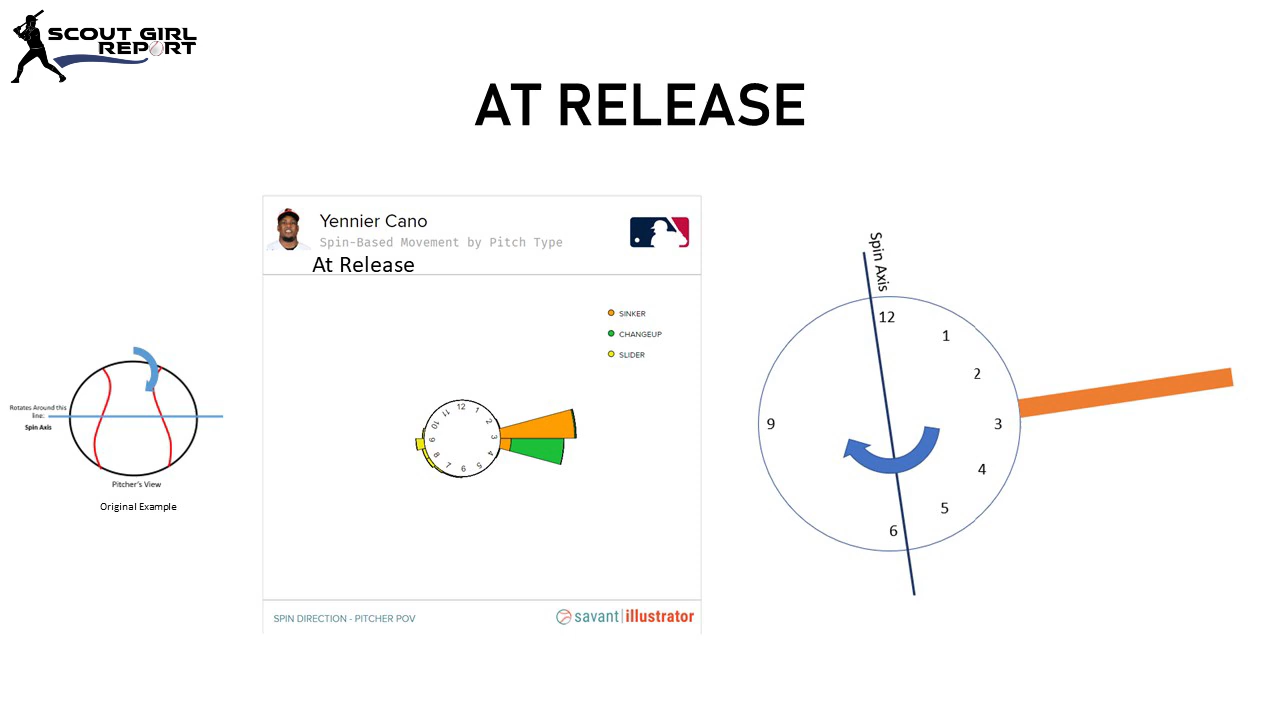 SCOUT GIRL
REPORT
AT RELEASE
Yennier Cano
Spin-Based Movement by Pitch Type
At Release
SINKER
CHANGEUP
SLIDER
12
1
2
3
4
5
6
7
8
9
10
11
SPIN DIRECTION - PITCHER POV
savant|illustrator
Rotates Around this
line:
Spin Axis
Pitcher's View
Original Example
Spin Axis
12
1
2
3
4
5
6
9